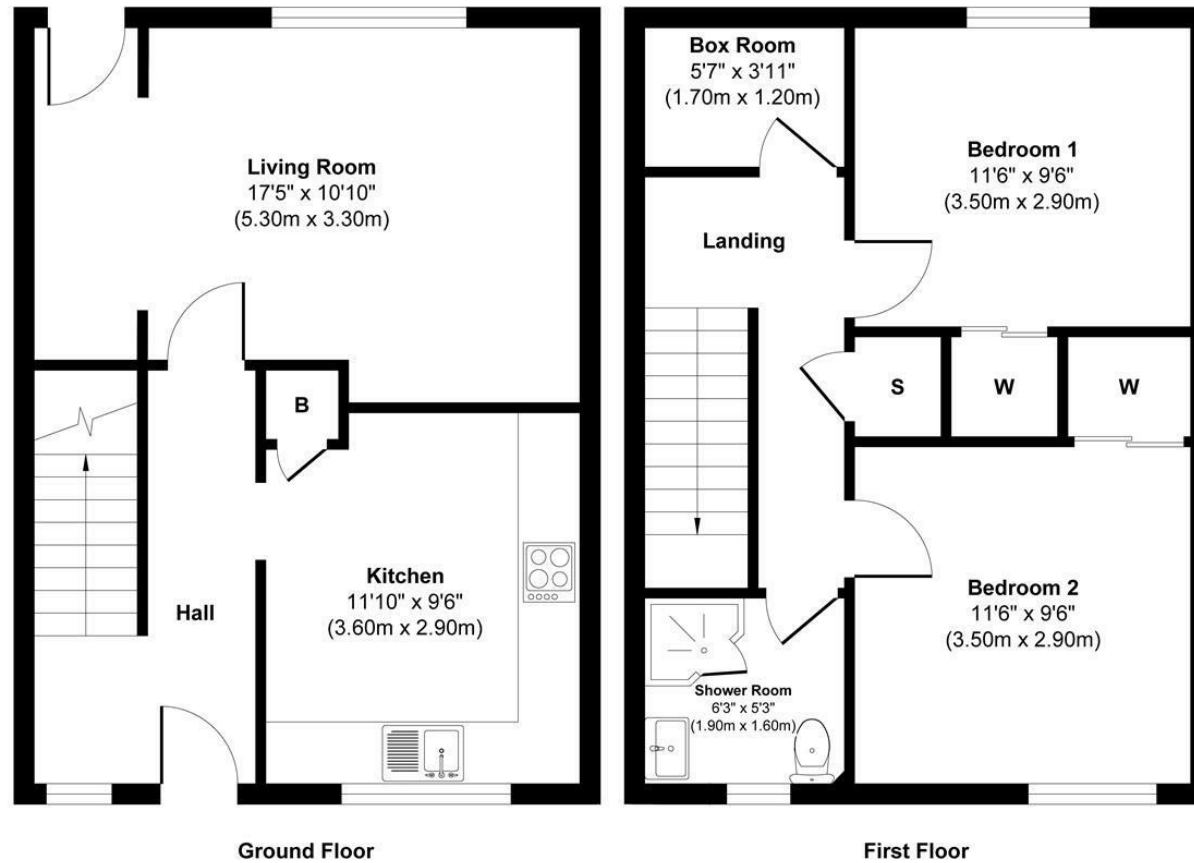 Living Room
17'5" x 10'10"
(5.30m x 3.30m)
B
Kitchen
11'10" x 9'6"
(3.60m x 2.90m)
Hall
Ground Floor
Box Room
5'7" x 3'11"
(1.70m x 1.20m)
Bedroom 1
11'6" x 9'6"
(3.50m x 2.90m)
Landing
S
W
W
Bedroom 2
11'6" x 9'6"
(3.50m x 2.90m)
Shower Room
6'3" x 5'3"
(1.90m x 1.60m)
First Floor